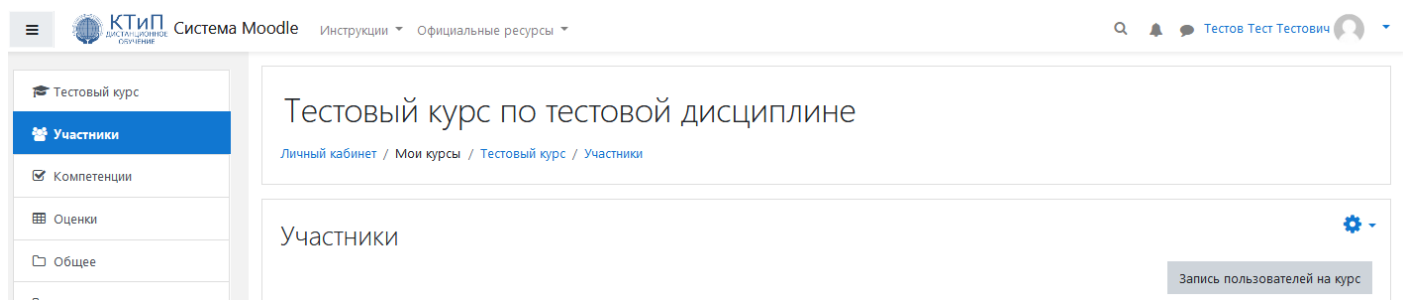 КТиП
ДИСТАНЦИОННОЕ
ОБУЧЕНИЕ
Система Moodle Инструкции Официальные ресурсы Тестов Тест Тестович
Тестовый курс
Участники
Компетенции
Оценки
Общее
Тестовый курс по тестовой дисциплине
Личный кабинет / Мои курсы / Тестовый курс / Участники
Участники
Запись пользователей на курс